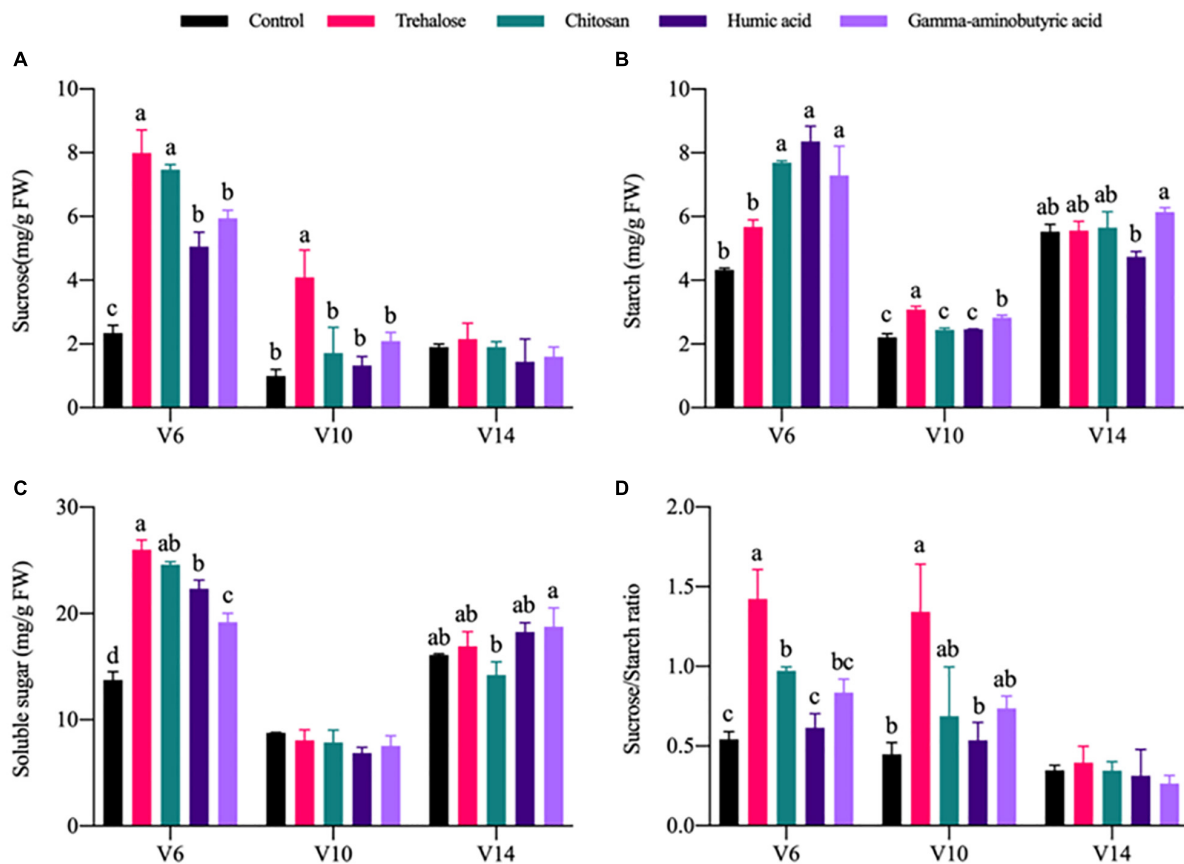 Control Trehalose Chitosan Humic acid Gamma-aminobutyric acid
A
Sucrose(mg/g FW)
10
8
6
4
2
0
c a a b b
b a b b b
V6 V10 V14
B
Starch (mg/g FW)
10
8
6
4
2
0
b b a a a
c a c c b
ab ab ab b a
V6 V10 V14
C
Soluble sugar (mg/g FW)
30
20
10
0
d a ab b c
ab ab b ab a
V6 V10 V14
D
Sucrose/Starch ratio
2.0
1.5
1.0
0.5
0.0
c a b c bc
b a ab b ab
V6 V10 V14